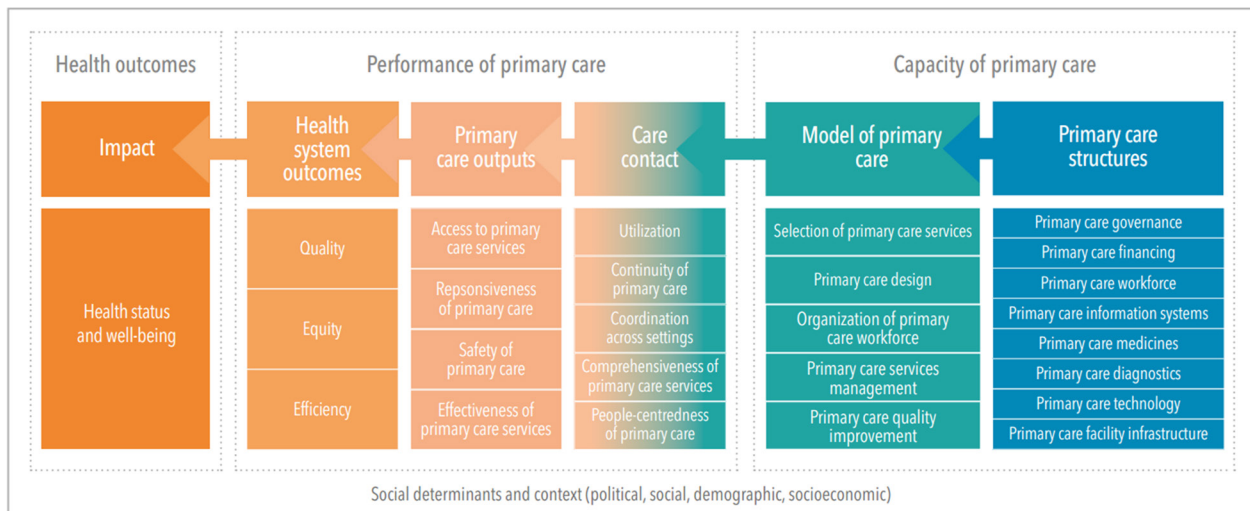 Health outcomes
Performance of primary care
Capacity of primary care
Impact
Health
system
outcomes
Primary
care outputs
Care
contact
Model of primary
care
Primary care
structures
Health status
and well-being
Quality
Equity
Efficiency
Access to primary
care services
Repsonsiveness
of primary care
Safety of
primary care
Effectiveness of
primary care services
Utilization
Continuity of
primary care
Coordination
across settings
Comprehensiveness of
primary care services
People-centredness
of primary care
Selection of primary care services
Primary care design
Organization of primary
care workforce
Primary care services
management
Primary care quality
improvement
Primary care governance
Primary care financing
Primary care workforce
Primary care information systems
Primary care medicines
Primary care diagnostics
Primary care technology
Primary care facility infrastructure
Social determinants and context (political, social, demographic, socioeconomic)